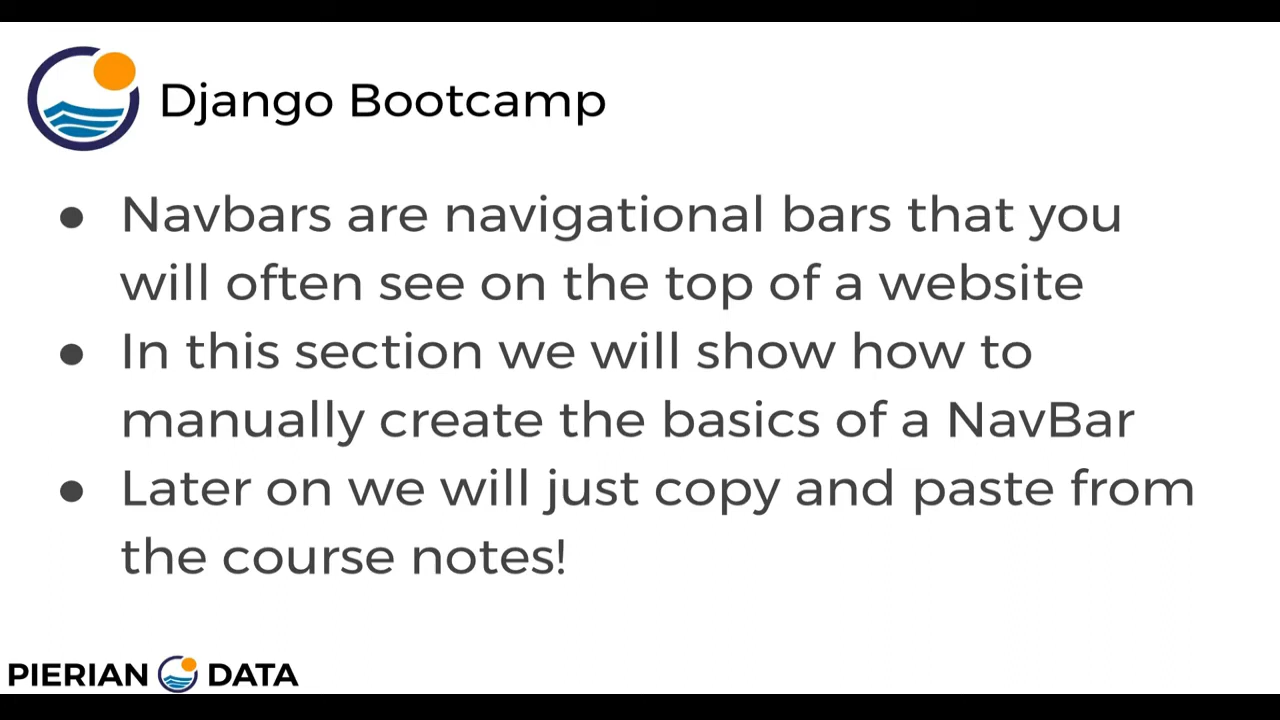 Django Bootcamp
● Navbars are navigational bars that you
will often see on the top of a website
● In this section we will show how to
manually create the basics of a NavBar
● Later on we will just copy and paste from
the course notes!
PIERIAN DATA